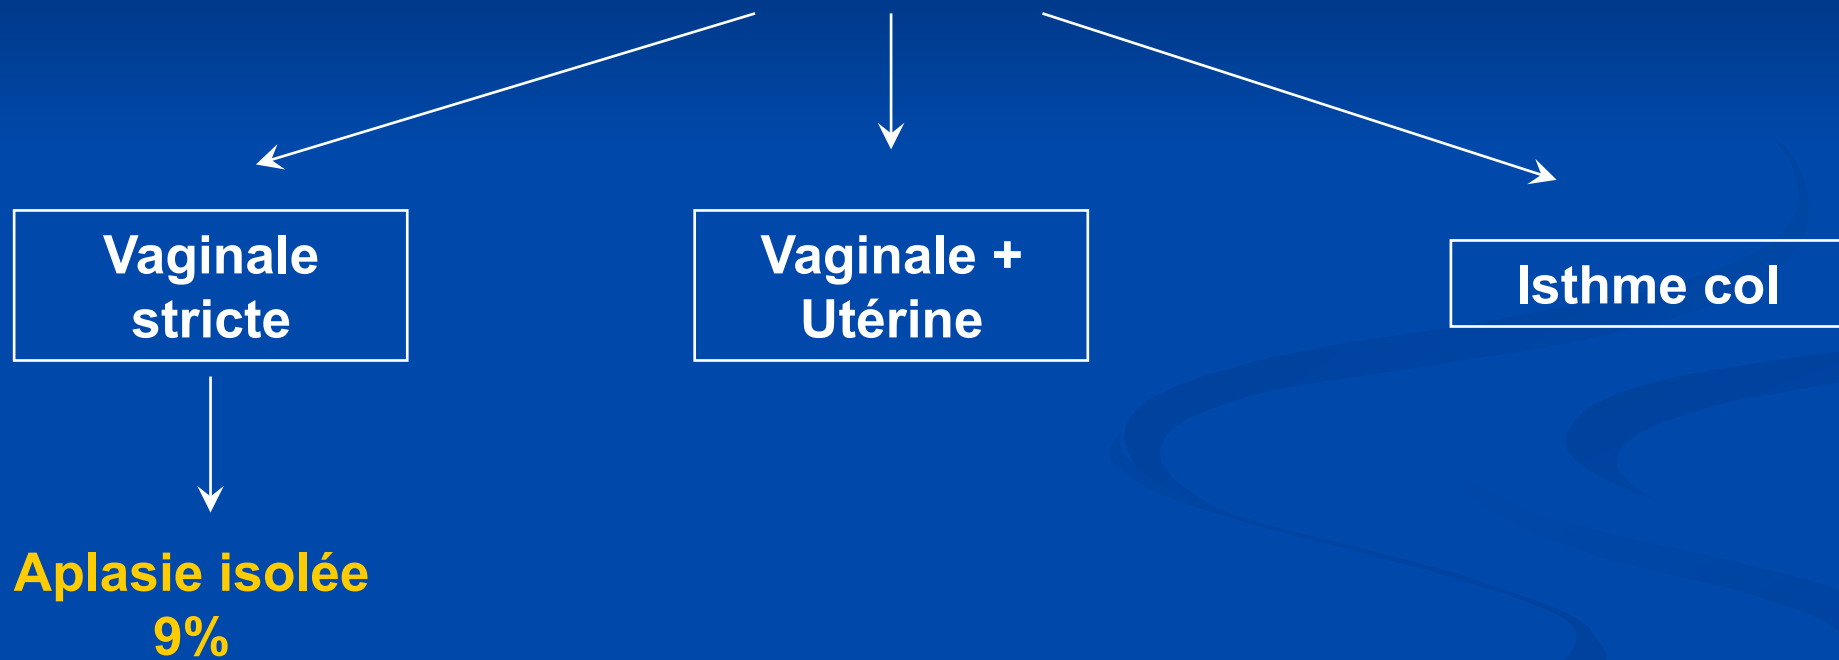 Vaginale
stricte
Vaginale +
Utérine
Isthme col
Aplasie isolée
9%